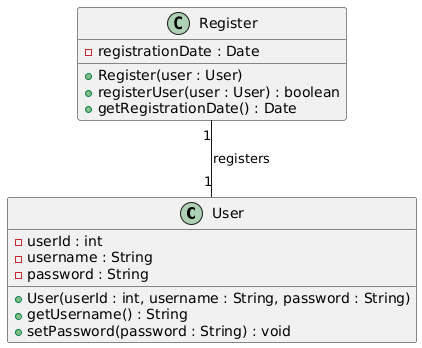 C Register
registrationDate : Date
Register(user : User)
registerUser(user : User) : boolean
getRegistrationDate() : Date
1
registers
1
C User
userId : int
username : String
password : String
User(userId : int, username : String, password : String)
getUsername() : String
setPassword(password : String) : void